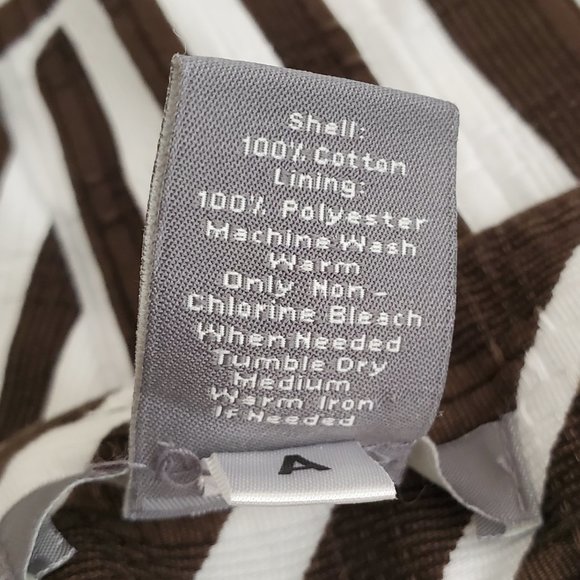 Shell:
100% Cotton
Lining:
100% Polyester
Machine Wash
Warm
Only Non-
Chlorine Bleach
When Needed
Tumble Dry
Medium
Warm Iron
If Needed
A